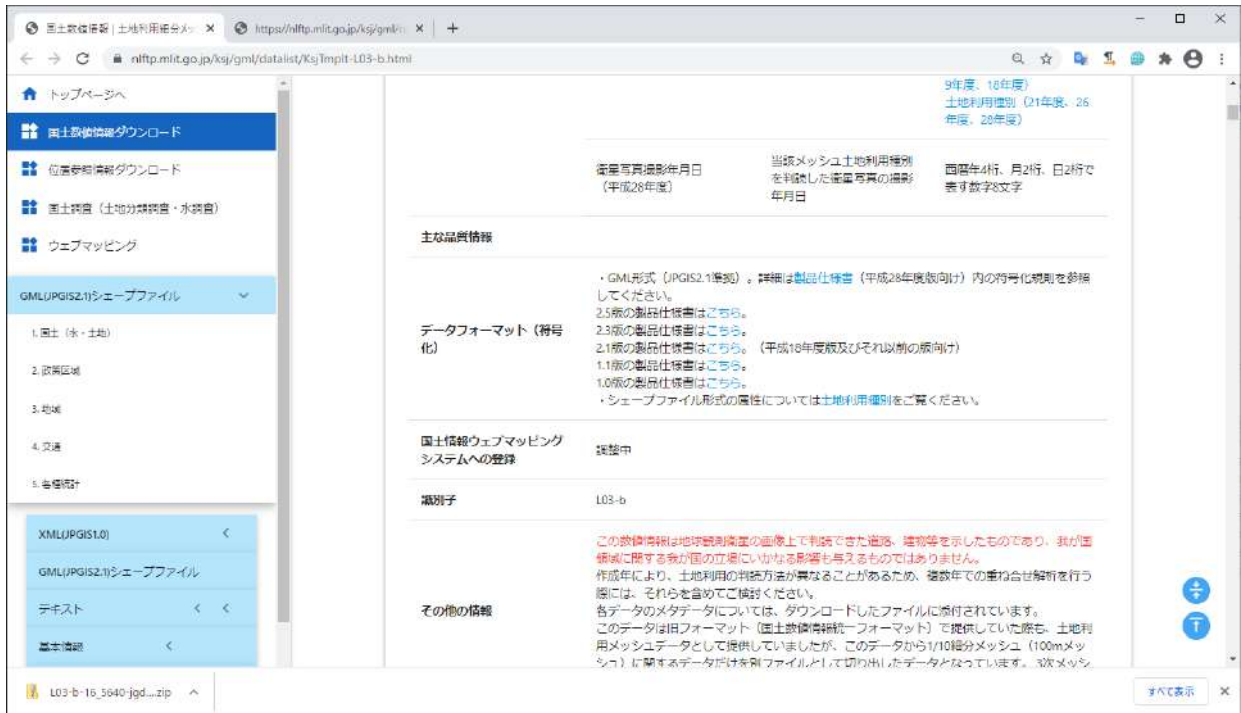 国土数値情報 | 土地利用細分メッ
https://nlftp.mlit.go.jp/ksj/gml/
nlftp.mlit.go.jp/ksj/gml/datalist/KsjTmplt-L03-b.html
トップページへ
国土数値情報ダウンロード
位置参照情報ダウンロード
国土調査（土地分類調査・水調査）
ウェブマッピング
GML(JPGIS2.1)シェープファイル
1. 国土（水・土地）
2. 政策区域
3. 地域
4. 交通
5. 各種統計
XML(JPGIS1.0)
GML(JPGIS2.1)シェープファイル
テキスト
基本情報
9年度、18年度）
土地利用種別（21年度、26
年度、28年度）
衛星写真撮影年月日
（平成28年度）
当該メッシュ土地利用種別
を判読した衛星写真の撮影
年月日
西暦年4桁、月2桁、日2桁で
表す数字8文字
主な品質情報
データフォーマット（符号
化）
・GML形式（JPGIS2.1準拠）。詳細は製品仕様書（平成28年度版向け）内の符号化規則を参照
してください。
2.5版の製品仕様書はこちら。
2.3版の製品仕様書はこちら。
2.1版の製品仕様書はこちら。（平成18年度版及びそれ以前の版向け）
1.1版の製品仕様書はこちら。
1.0版の製品仕様書はこちら。
・シェープファイル形式の属性については土地利用種別をご覧ください。
国土情報ウェブマッピング
システムへの登録
調整中
識別子
L03-b
その他の情報
この数値情報は地球観測衛星の画像上で判読できた道路、建物等を示したものであり、我が国
領域に関する我が国の立場にいかなる影響も与えるものではありません。
作成年により、土地利用の判読方法が異なることがあるため、複数年での重ね合せ解析を行う
際には、それらを含めてご検討ください。
各データのメタデータについては、ダウンロードしたファイルに添付されています。
このデータは旧フォーマット（国土数値情報統一フォーマット）で提供していた際も、土地利
用メッシュデータとして提供していましたが、このデータから1/10細分メッシュ（100mメッ
シュ）に関するデータだけを別ファイルとして切り出したデータとなっています。 3次メッシ
L03-b-16_5640-jgd....zip
すべて表示